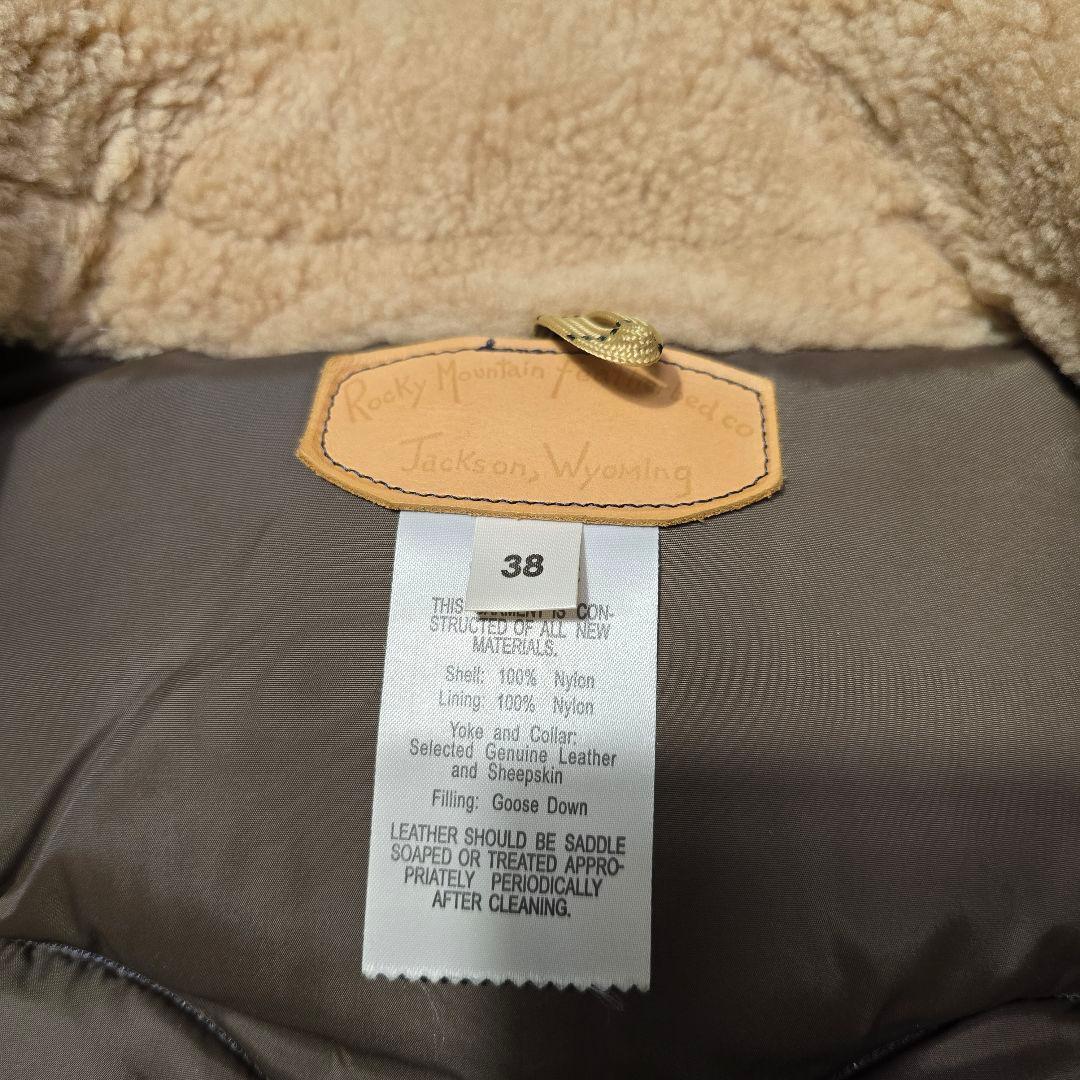 Rocky Mountain Featherbed co
Jackson, Wyoming
38
THIS GARMENT IS CON-
STRUCTED OF ALL NEW
MATERIALS.
Shell: 100% Nylon
Lining: 100% Nylon
Yoke and Collar:
Selected Genuine Leather
and Sheepskin
Filling: Goose Down
LEATHER SHOULD BE SADDLE
SOAPED OR TREATED APPRO-
PRIATELY PERIODICALLY
AFTER CLEANING.